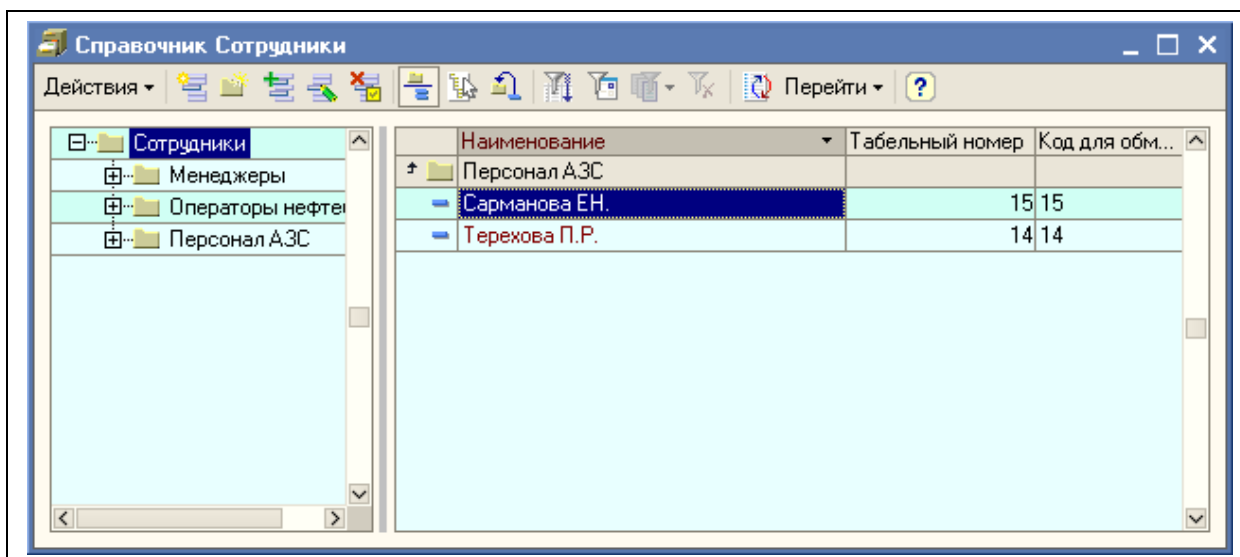 Справочник Сотрудники
Действия Перейти ?
Сотрудники
Менеджеры
Операторы
Персонал АЗС
Наименование Табельный номер Код для обм...
Персонал АЗС
Сарманова ЕН. 15 15
Терехова П.Р. 14 14